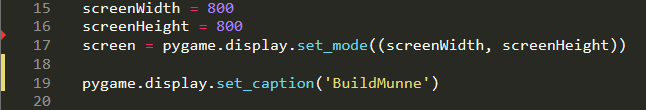 15 screenWidth = 800
16 screenHeight = 800
17 screen = pygame.display.set_mode((screenWidth, screenHeight))
18
19 pygame.display.set_caption('BuildMunne')
20